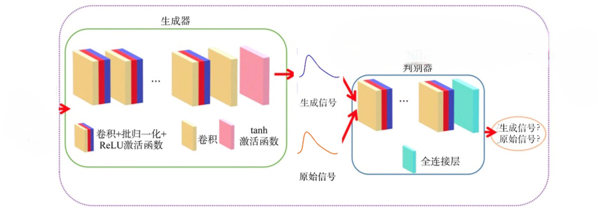 生成器
...
卷积+批归一化+
ReLU激活函数
卷积
tanh
激活函数
生成信号
原始信号
判别器
...
全连接层
生成信号?
原始信号?